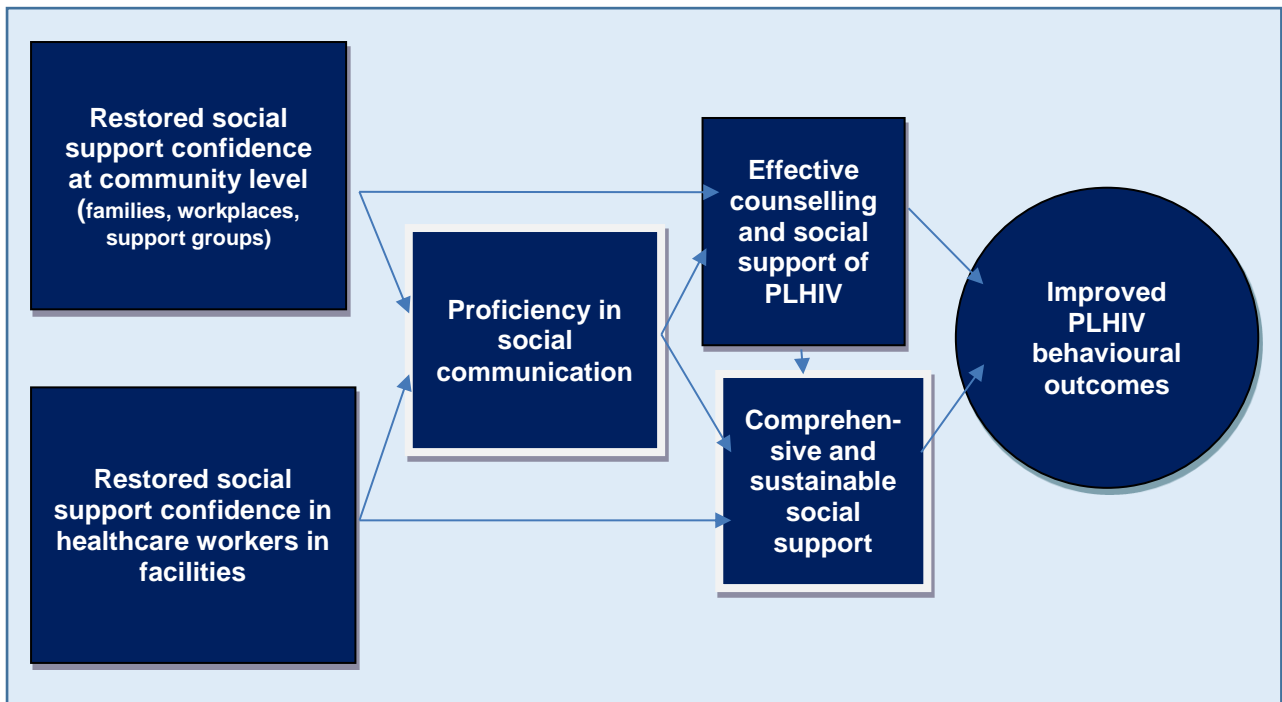 Restored social
support confidence
at community level
(families, workplaces,
support groups)
Restored social
support confidence in
healthcare workers in
facilities
Proficiency in
social
communication
Effective
counselling
and social
support of
PLHIV
Comprehen-
sive and
sustainable
social
support
Improved
PLHIV
behavioural
outcomes